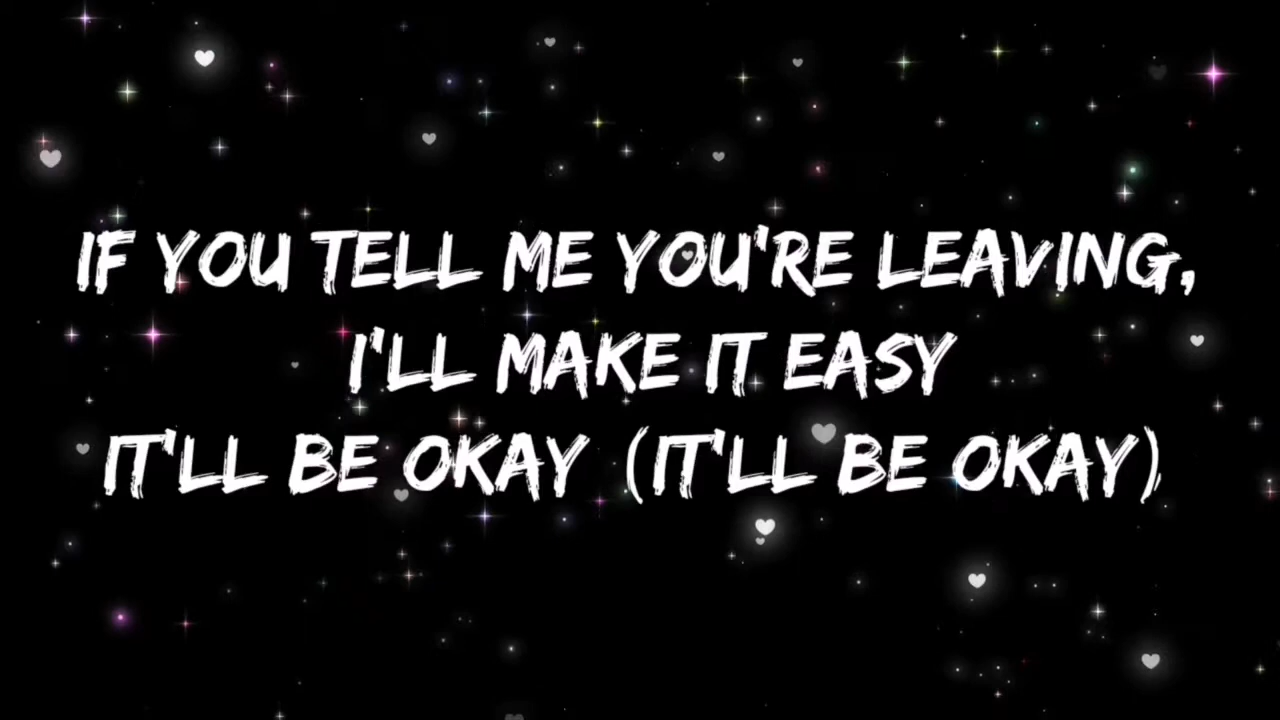 IF YOU TELL ME YOU'RE LEAVING,
I'LL MAKE IT EASY
IT'LL BE OKAY (IT'LL BE OKAY)